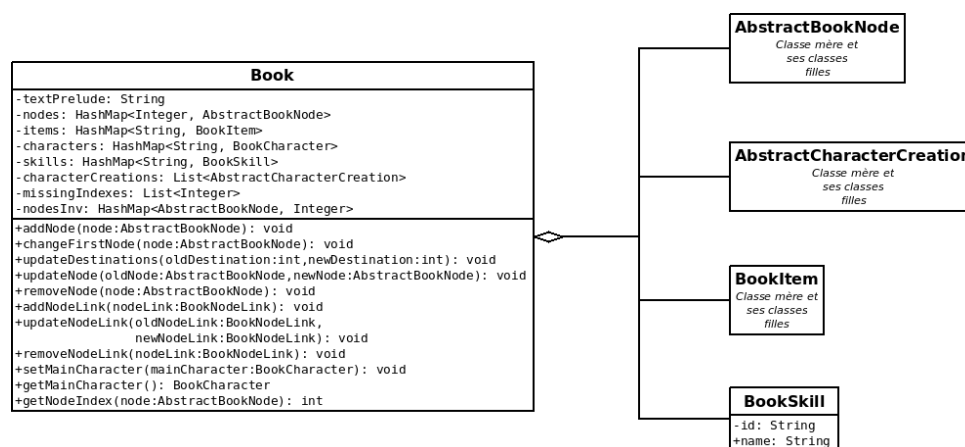 Book
-textPrelude: String
-nodes: HashMap<Integer, AbstractBookNode>
-items: HashMap<String, BookItem>
-characters: HashMap<String, BookCharacter>
-skills: HashMap<String, BookSkill>
-characterCreations: List<AbstractCharacterCreation>
-missingIndexes: List<Integer>
-nodesInv: HashMap<AbstractBookNode, Integer>
+addNode(node:AbstractBookNode): void
+changeFirstNode(node:AbstractBookNode): void
+updateDestinations(oldDestination:int,newDestination:int): void
+updateNode(oldNode:AbstractBookNode,newNode:AbstractBookNode): void
+removeNode(node:AbstractBookNode): void
+addNodeLink(nodeLink:BookNodeLink): void
+updateNodeLink(oldNodeLink:BookNodeLink,
newNodeLink:BookNodeLink): void
+removeNodeLink(nodeLink:BookNodeLink): void
+setMainCharacter(mainCharacter:BookCharacter): void
+getMainCharacter(): BookCharacter
+getNodeIndex(node:AbstractBookNode): int
AbstractBookNode
Classe mère et
ses classes
filles
AbstractCharacterCreation
Classe mère et
ses classes
filles
BookItem
Classe mère et
ses classes
filles
BookSkill
-id: String
+name: String